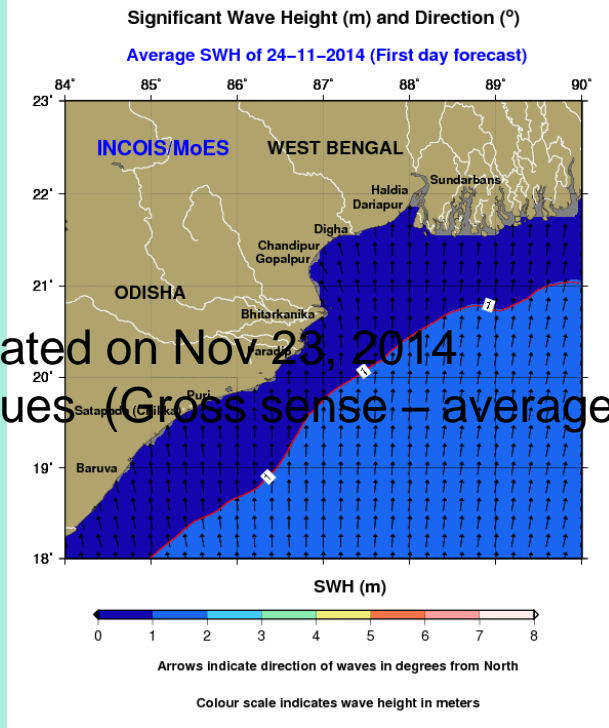 Significant Wave Height (m) and Direction (°)
Average SWH of 24−11−2014 (First day forecast)
84° 85° 86° 87° 88° 89° 90°
23°
INCOIS/MoES WEST BENGAL
Sundarbans
Haldia
22°
Dariapur
Digha
Chandipur
Gopalpur
21°
ODISHA
1
Bhitarkanika
ated on Nov 23, 2014
Paradip
20°
1
Puri
ues (Gross sense – average
Satapada (Chilika)
19°
Baruva
1
18°
SWH (m)
0 1 2 3 4 5 6 7 8
Arrows indicate direction of waves in degrees from North
Colour scale indicates wave height in meters